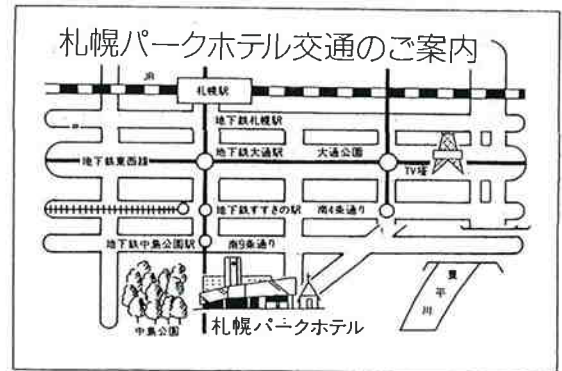 札幌パークホテル交通のご案内
JR
札幌駅
地下鉄札幌駅
地下鉄東西線
地下鉄大通駅
大通公園
TV塔
地下鉄すすきの駅
南4条通り
地下鉄中島公園駅
南9条通り
豊平川
中島公園
札幌パークホテル